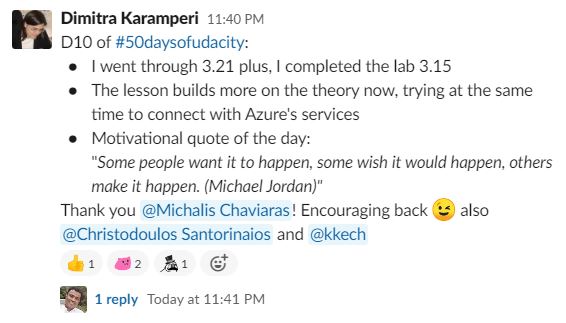 Dimitra Karamperi 11:40 PM
D10 of #50daysofudacity:
• I went through 3.21 plus, I completed the lab 3.15
• The lesson builds more on the theory now, trying at the same
time to connect with Azure's services
• Motivational quote of the day:
"Some people want it to happen, some wish it would happen, others
make it happen. (Michael Jordan)"
Thank you @Michalis Chaviaras! Encouraging back 😉 also
@Christodoulos Santorinaios and @kkech
1 2 1
1 reply Today at 11:41 PM